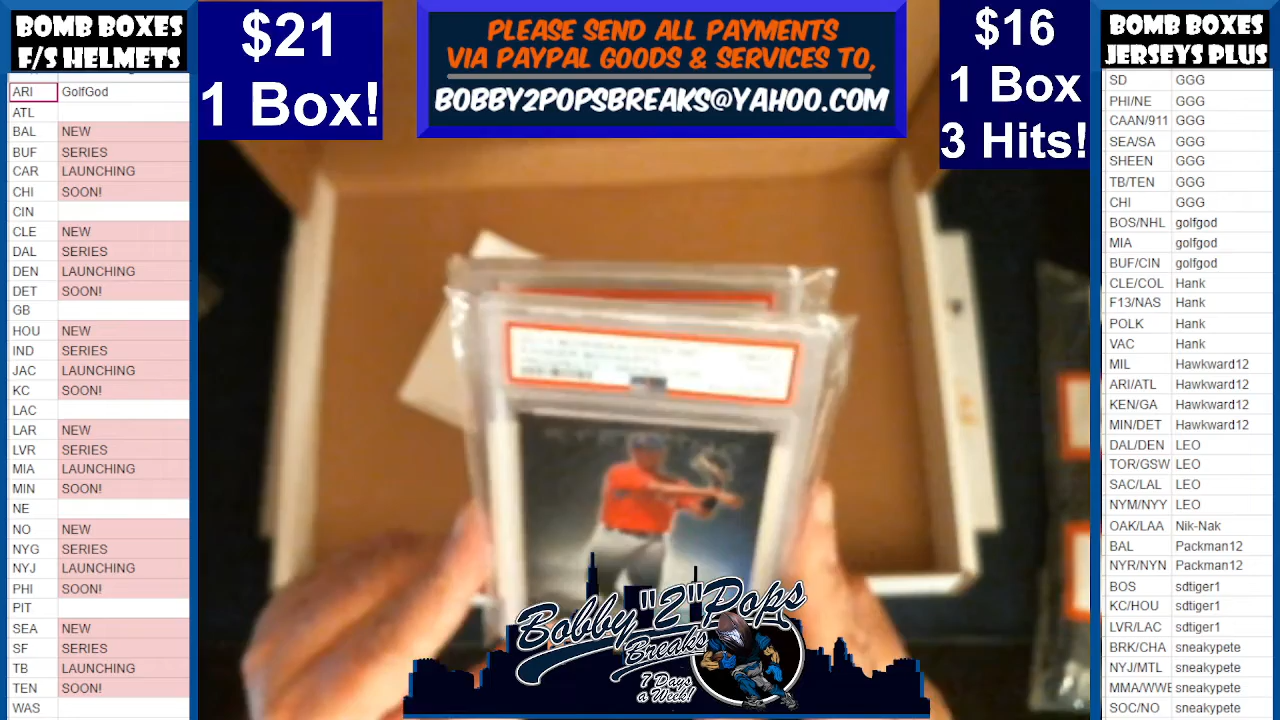 BOMB BOXES
F/S HELMETS
ARI GolfGod
ATL
BAL NEW
BUF SERIES
CAR LAUNCHING
CHI SOON!
CIN
CLE NEW
DAL SERIES
DEN LAUNCHING
DET SOON!
GB
HOU NEW
IND SERIES
JAC LAUNCHING
KC SOON!
LAC
LAR NEW
LVR SERIES
MIA LAUNCHING
MIN SOON!
NE
NO NEW
NYG SERIES
NYJ LAUNCHING
PHI SOON!
PIT
SEA NEW
SF SERIES
TB LAUNCHING
TEN SOON!
WAS
$21
1 Box!
PLEASE SEND ALL PAYMENTS
VIA PAYPAL GOODS & SERVICES TO,
BOBBY2POPSBREAKS@YAHOO.COM
$16
1 Box
3 Hits!
BOMB BOXES
JERSEYS PLUS
SD GGG
PHI/NE GGG
CAAN/911 GGG
SEA/SA GGG
SHEEN GGG
TB/TEN GGG
CHI GGG
BOS/NHL golfgod
MIA golfgod
BUF/CIN golfgod
CLE/COL Hank
F13/NAS Hank
POLK Hank
VAC Hank
MIL Hawkward12
ARI/ATL Hawkward12
KEN/GA Hawkward12
MIN/DET Hawkward12
DAL/DEN LEO
TOR/GSW LEO
SAC/LAL LEO
NYM/NYY LEO
OAK/LAA Nik-Nak
BAL Packman12
NYR/NYN Packman12
BOS sdtiger1
KC/HOU sdtiger1
LVR/LAC sdtiger1
BRK/CHA sneakypete
NYJ/MTL sneakypete
MMA/WWE sneakypete
SOC/NO sneakypete
Bobby "2" Pops
Breaks
7 Days
a Week!